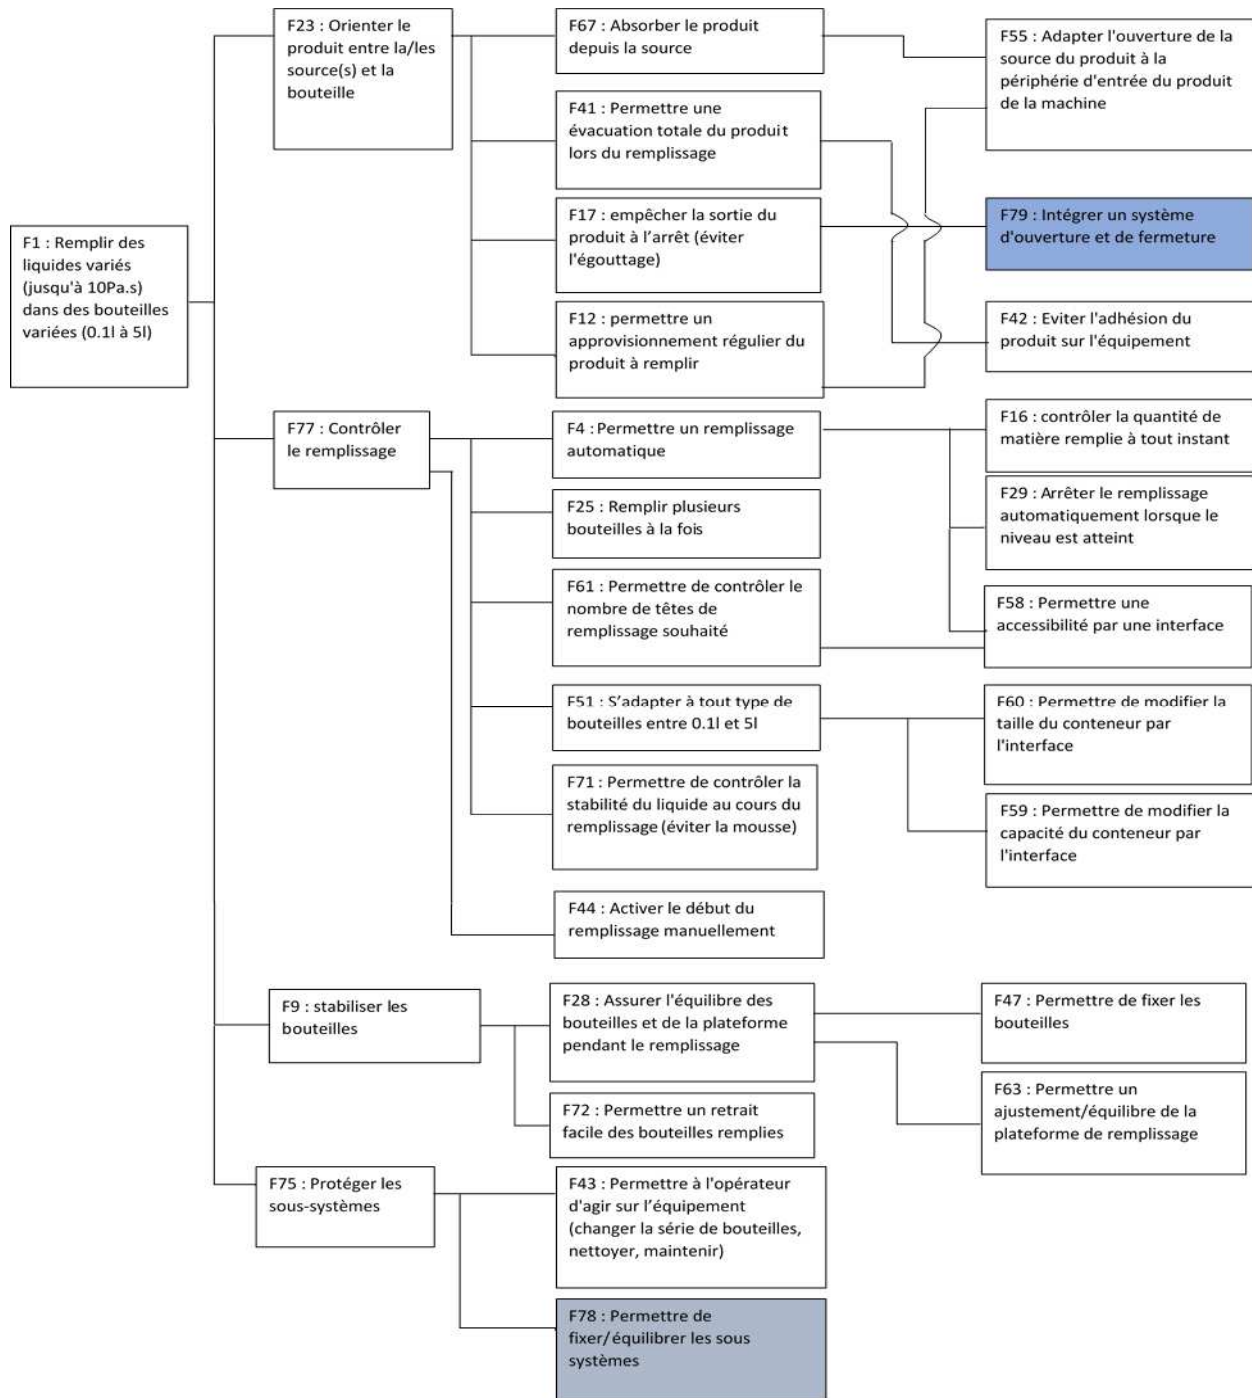 F1 : Remplir des
liquides variés
(jusqu'à 10Pa.s)
dans des bouteilles
variées (0.1l à 5l)
F23 : Orienter le
produit entre la/les
source(s) et la
bouteille
F67 : Absorber le produit
depuis la source
F55 : Adapter l'ouverture de la
source du produit à la
périphérie d'entrée du produit
de la machine
F41 : Permettre une
évacuation totale du produit
lors du remplissage
F17 : empêcher la sortie du
produit à l’arrêt (éviter
l'égouttage)
F79 : Intégrer un système
d'ouverture et de fermeture
F12 : permettre un
approvisionnement régulier du
produit à remplir
F42 : Eviter l'adhésion du
produit sur l'équipement
F77 : Contrôler
le remplissage
F4 : Permettre un remplissage
automatique
F16 : contrôler la quantité de
matière remplie à tout instant
F25 : Remplir plusieurs
bouteilles à la fois
F29 : Arrêter le remplissage
automatiquement lorsque le
niveau est atteint
F61 : Permettre de contrôler le
nombre de têtes de
remplissage souhaité
F58 : Permettre une
accessibilité par une interface
F51 : S’adapter à tout type de
bouteilles entre 0.1l et 5l
F60 : Permettre de modifier la
taille du conteneur par
l'interface
F71 : Permettre de contrôler la
stabilité du liquide au cours du
remplissage (éviter la mousse)
F59 : Permettre de modifier la
capacité du conteneur par
l'interface
F44 : Activer le début du
remplissage manuellement
F9 : stabiliser les
bouteilles
F28 : Assurer l'équilibre des
bouteilles et de la plateforme
pendant le remplissage
F47 : Permettre de fixer les
bouteilles
F72 : Permettre un retrait
facile des bouteilles remplies
F63 : Permettre un
ajustement/équilibre de la
plateforme de remplissage
F75 : Protéger les
sous-systèmes
F43 : Permettre à l'opérateur
d'agir sur l’équipement
(changer la série de bouteilles,
nettoyer, maintenir)
F78 : Permettre de
fixer/équilibrer les sous
systèmes